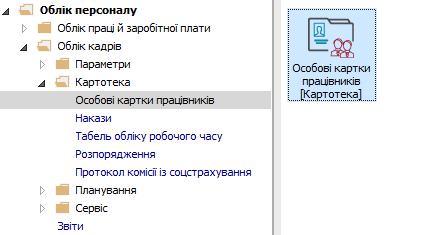 Облік персоналу
Облік праці й заробітної плати
Облік кадрів
Параметри
Картотека
Особові картки працівників
Накази
Табель обліку робочого часу
Розпорядження
Протокол комісії із соцстрахування
Планування
Сервіс
Звіти
Особові картки
працівників
[Картотека]